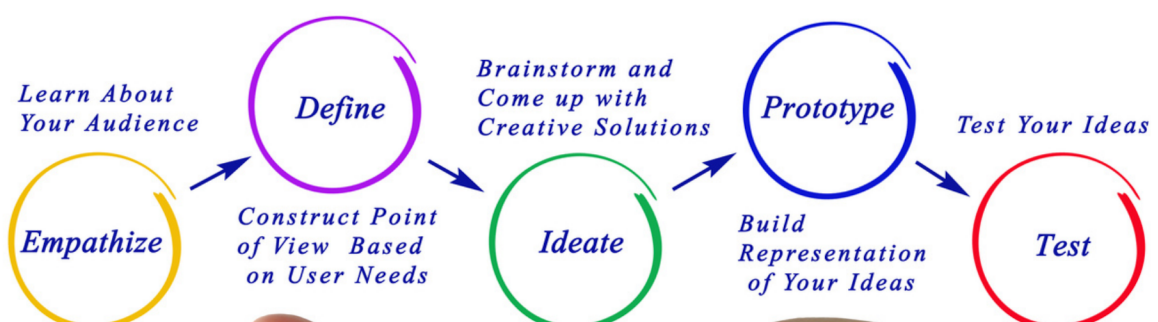 Learn About
Your Audience
Empathize
Define
Construct Point
of View Based
on User Needs
Brainstorm and
Come up with
Creative Solutions
Ideate
Prototype
Build
Representation
of Your Ideas
Test Your Ideas
Test